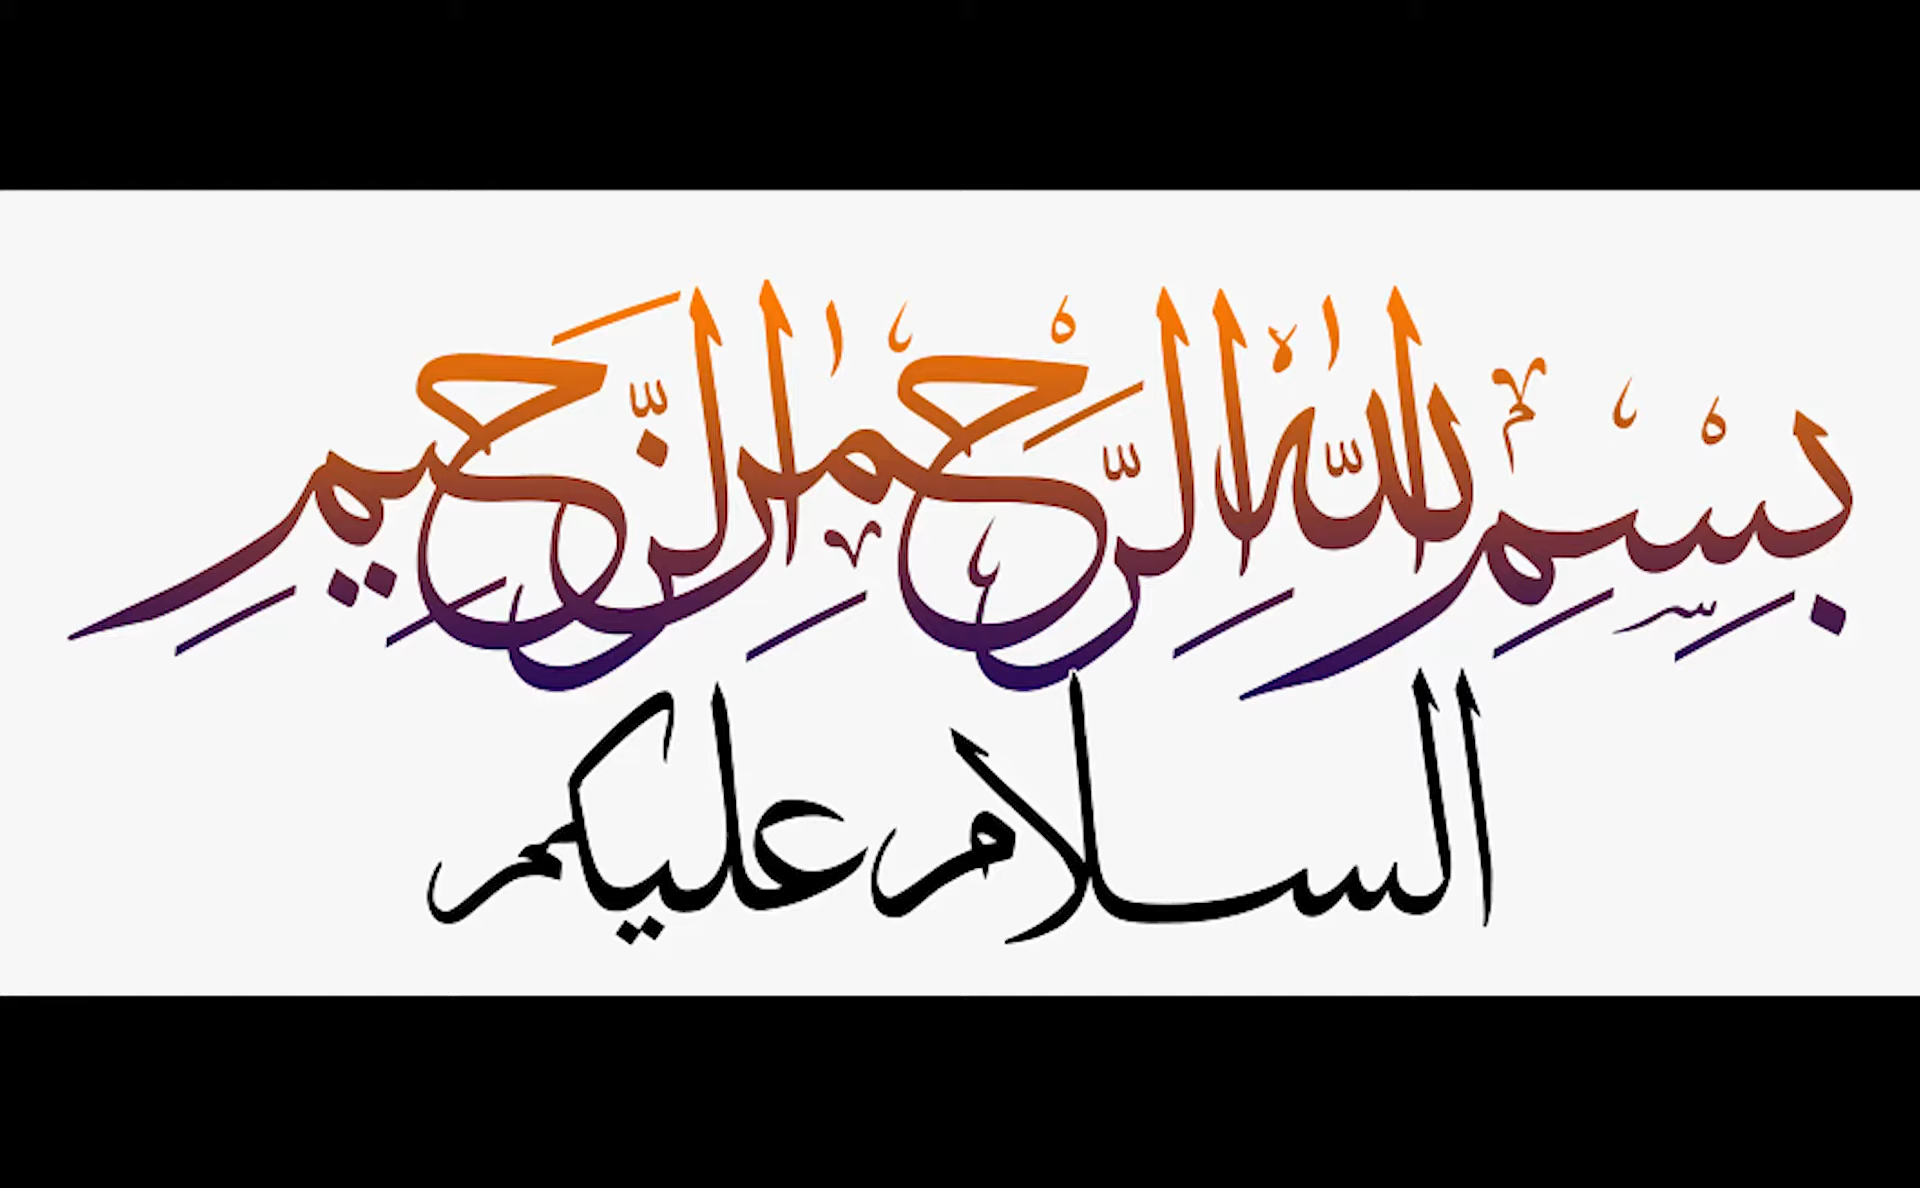 بِسْمِ اللَّهِ الرَّحْمَٰنِ الرَّحِيمِ
السلام عليكم